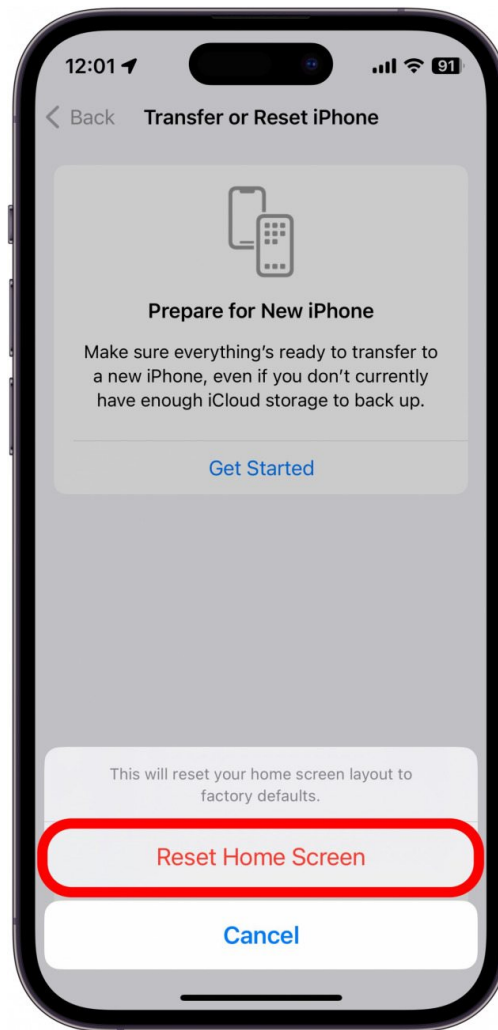 12:01
91
Back
Transfer or Reset iPhone
Prepare for New iPhone
Make sure everything's ready to transfer to
a new iPhone, even if you don't currently
have enough iCloud storage to back up.
Get Started
This will reset your home screen layout to
factory defaults.
Reset Home Screen
Cancel